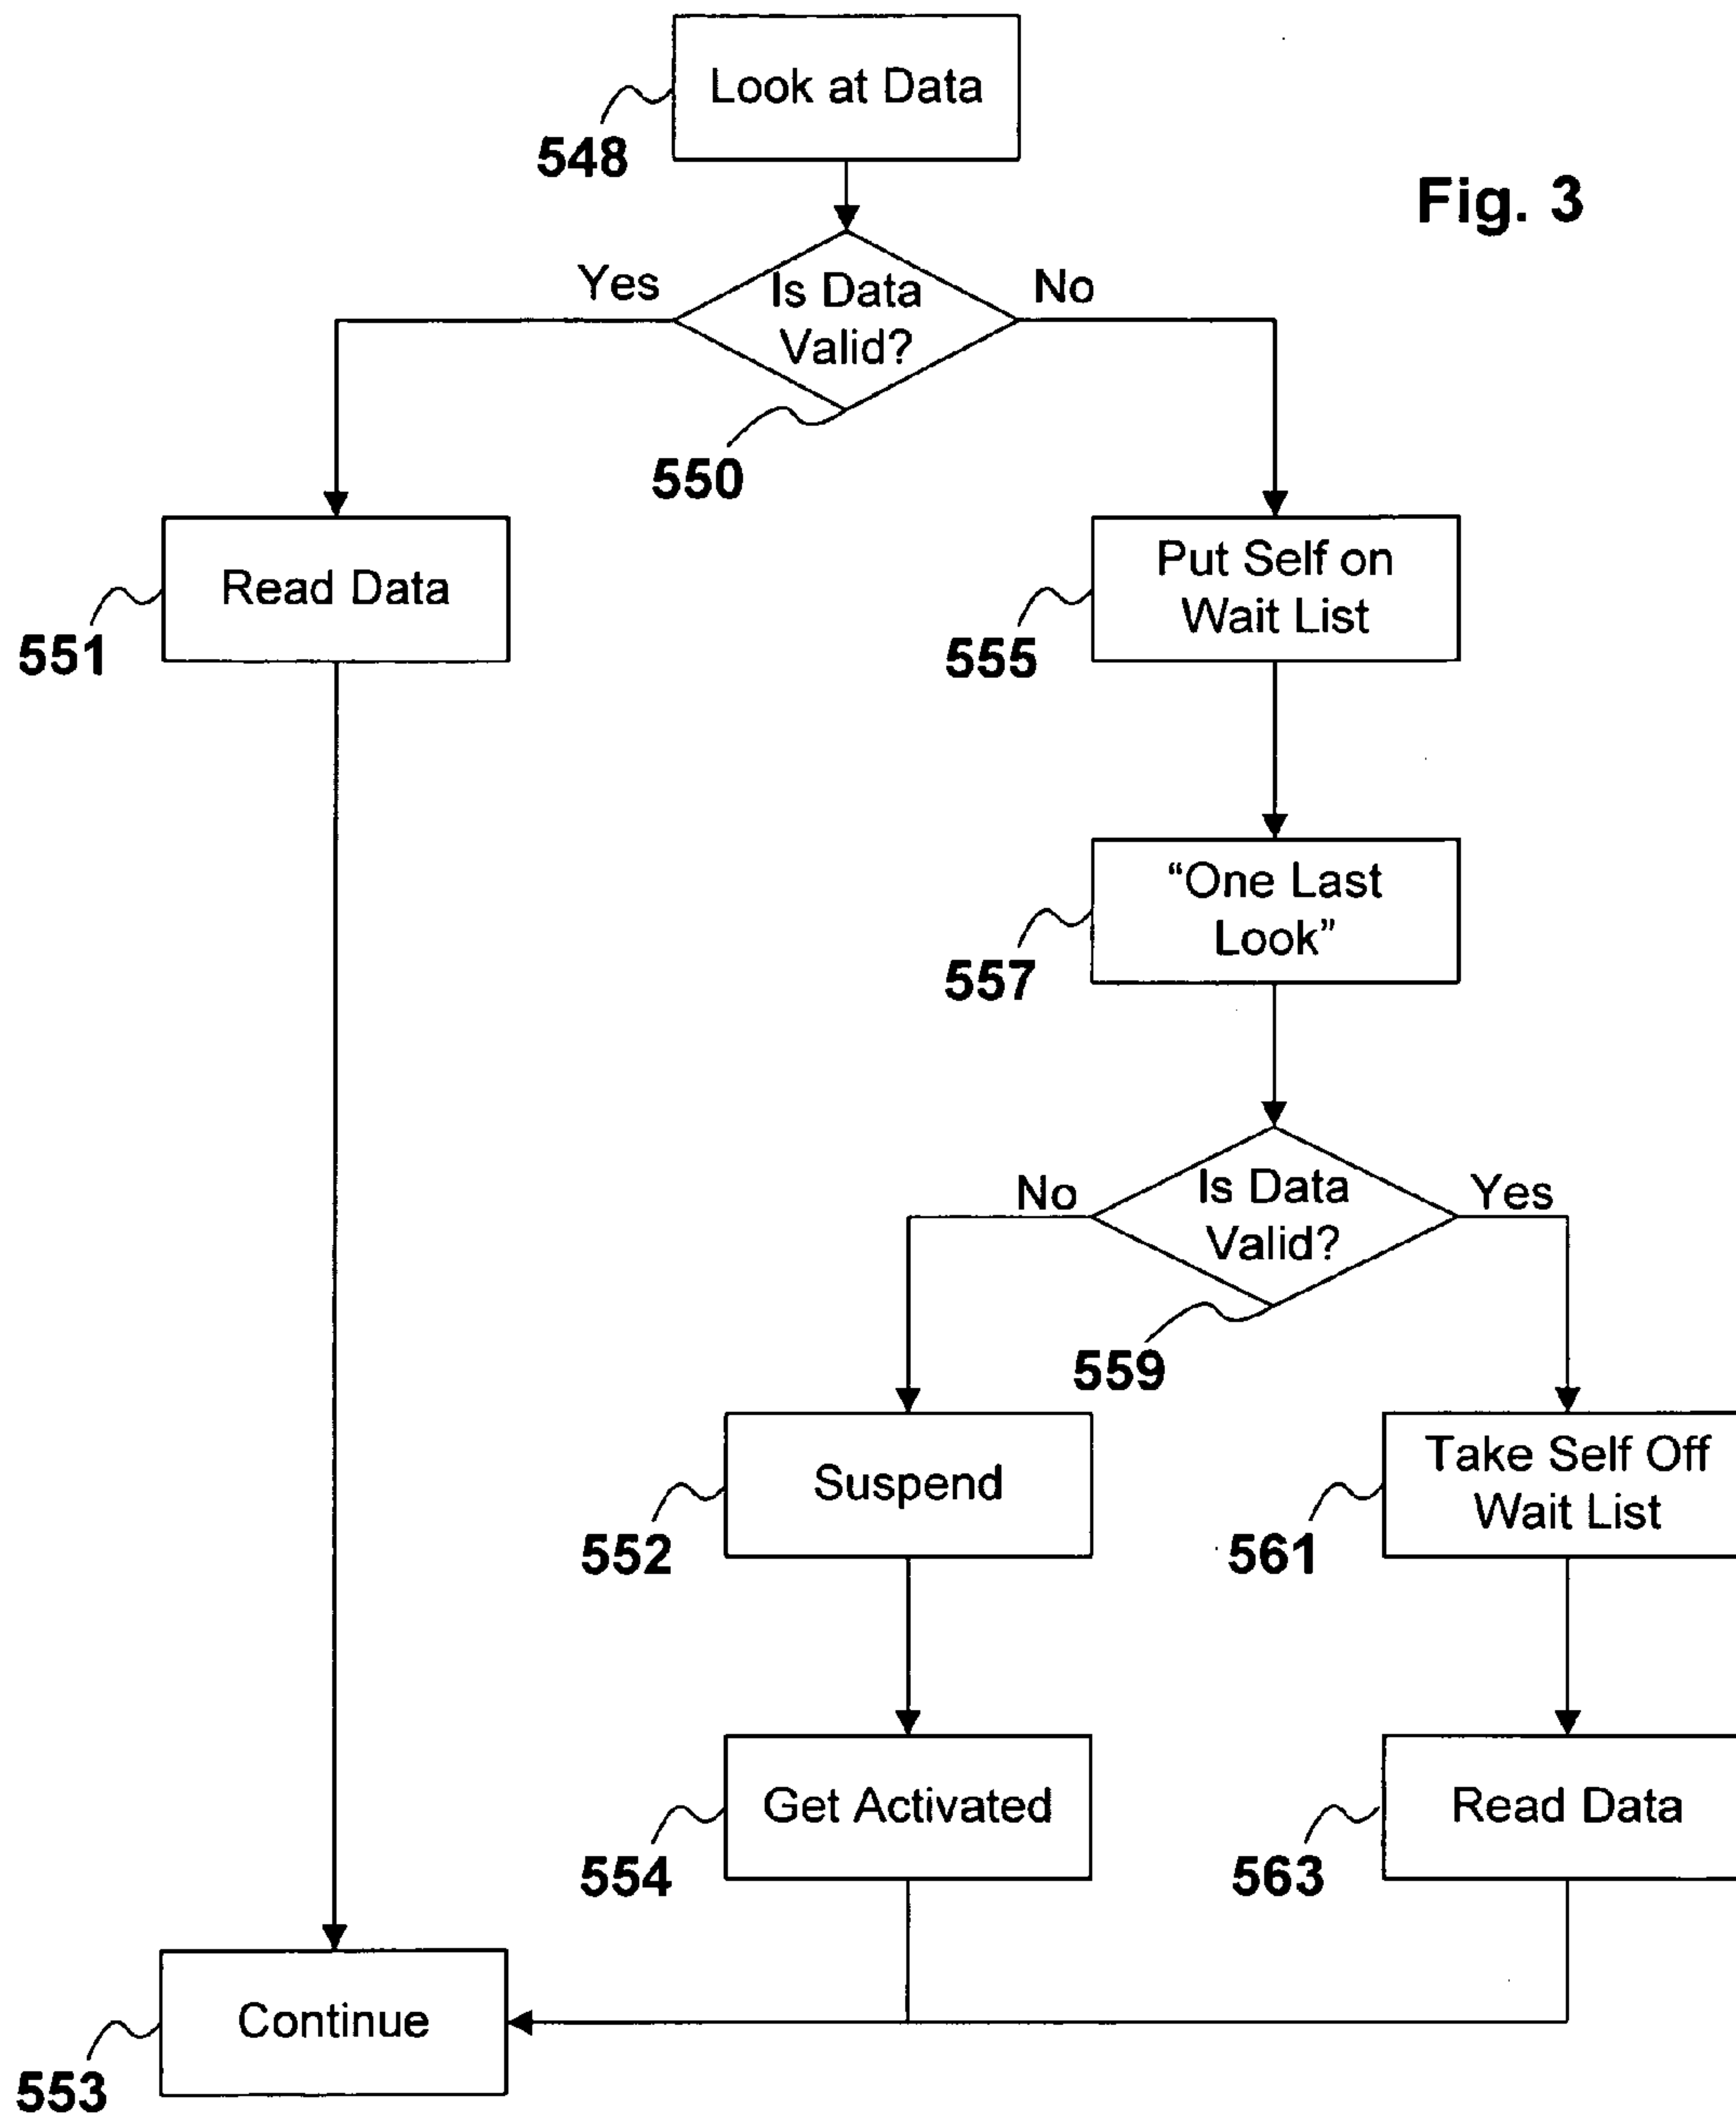 Look at Data
548
Fig. 3
Yes
Is Data
Valid?
No
550
Read Data
551
Put Self on
Wait List
555
“One Last
Look”
557
No
Is Data
Valid?
Yes
559
Suspend
552
Take Self Off
Wait List
561
Get Activated
554
Read Data
563
Continue
553